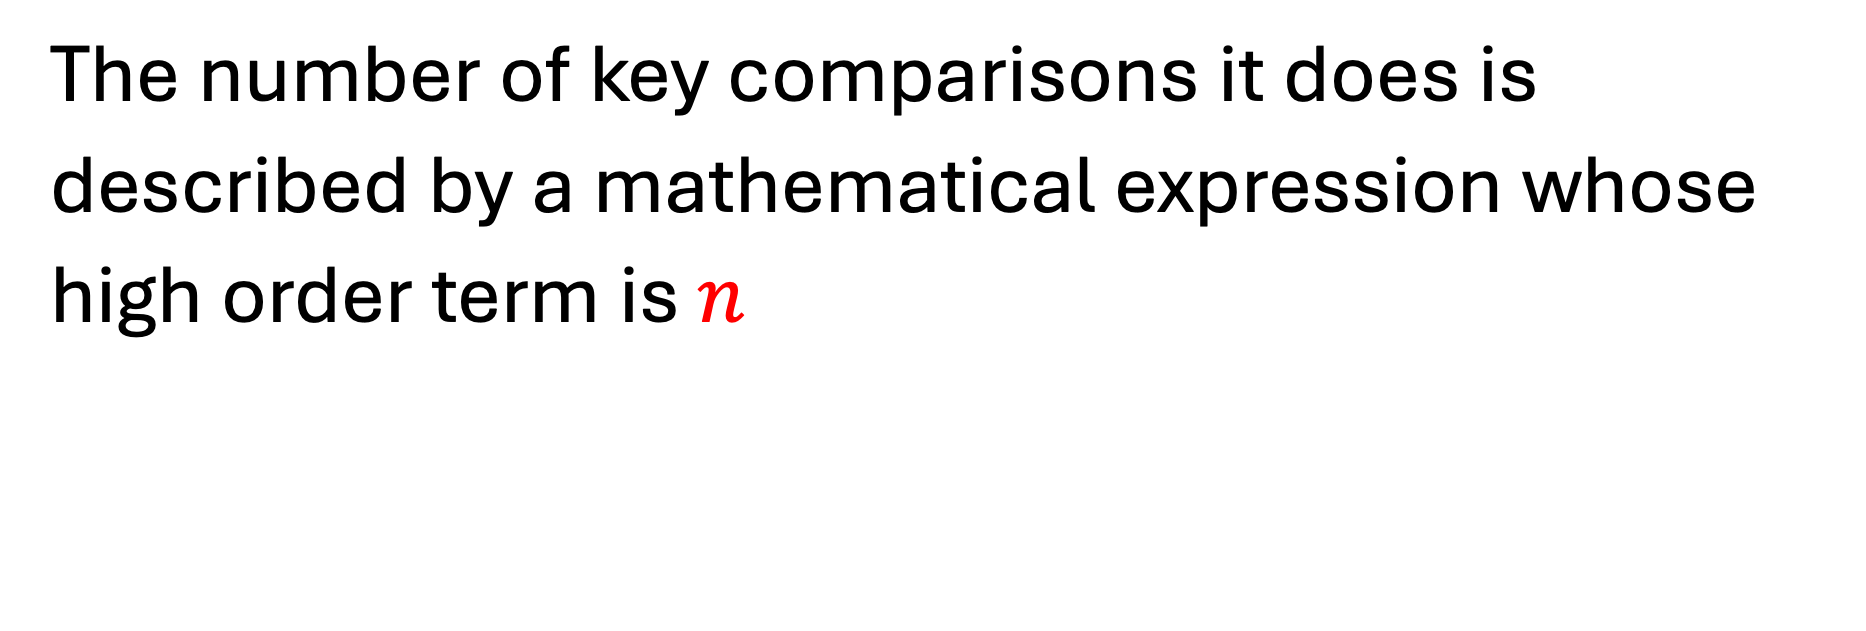 The number of key comparisons it does is
described by a mathematical expression whose
high order term is n